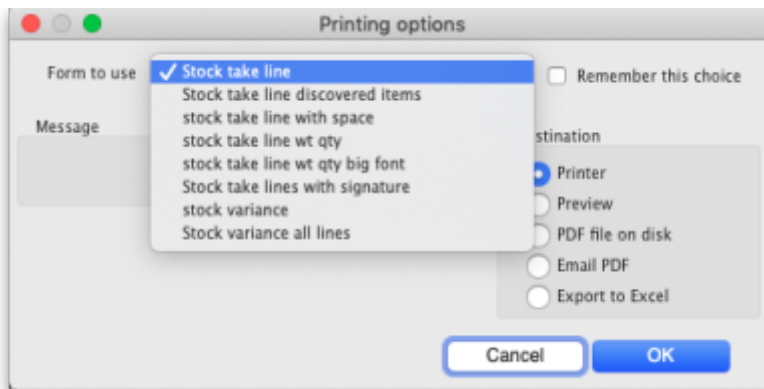 Printing options
Form to use
✓ Stock take line
Stock take line discovered items
stock take line with space
stock take line wt qty
stock take line wt qty big font
Stock take lines with signature
stock variance
Stock variance all lines
Remember this choice
Message
stination
Printer
Preview
PDF file on disk
Email PDF
Export to Excel
Cancel
OK